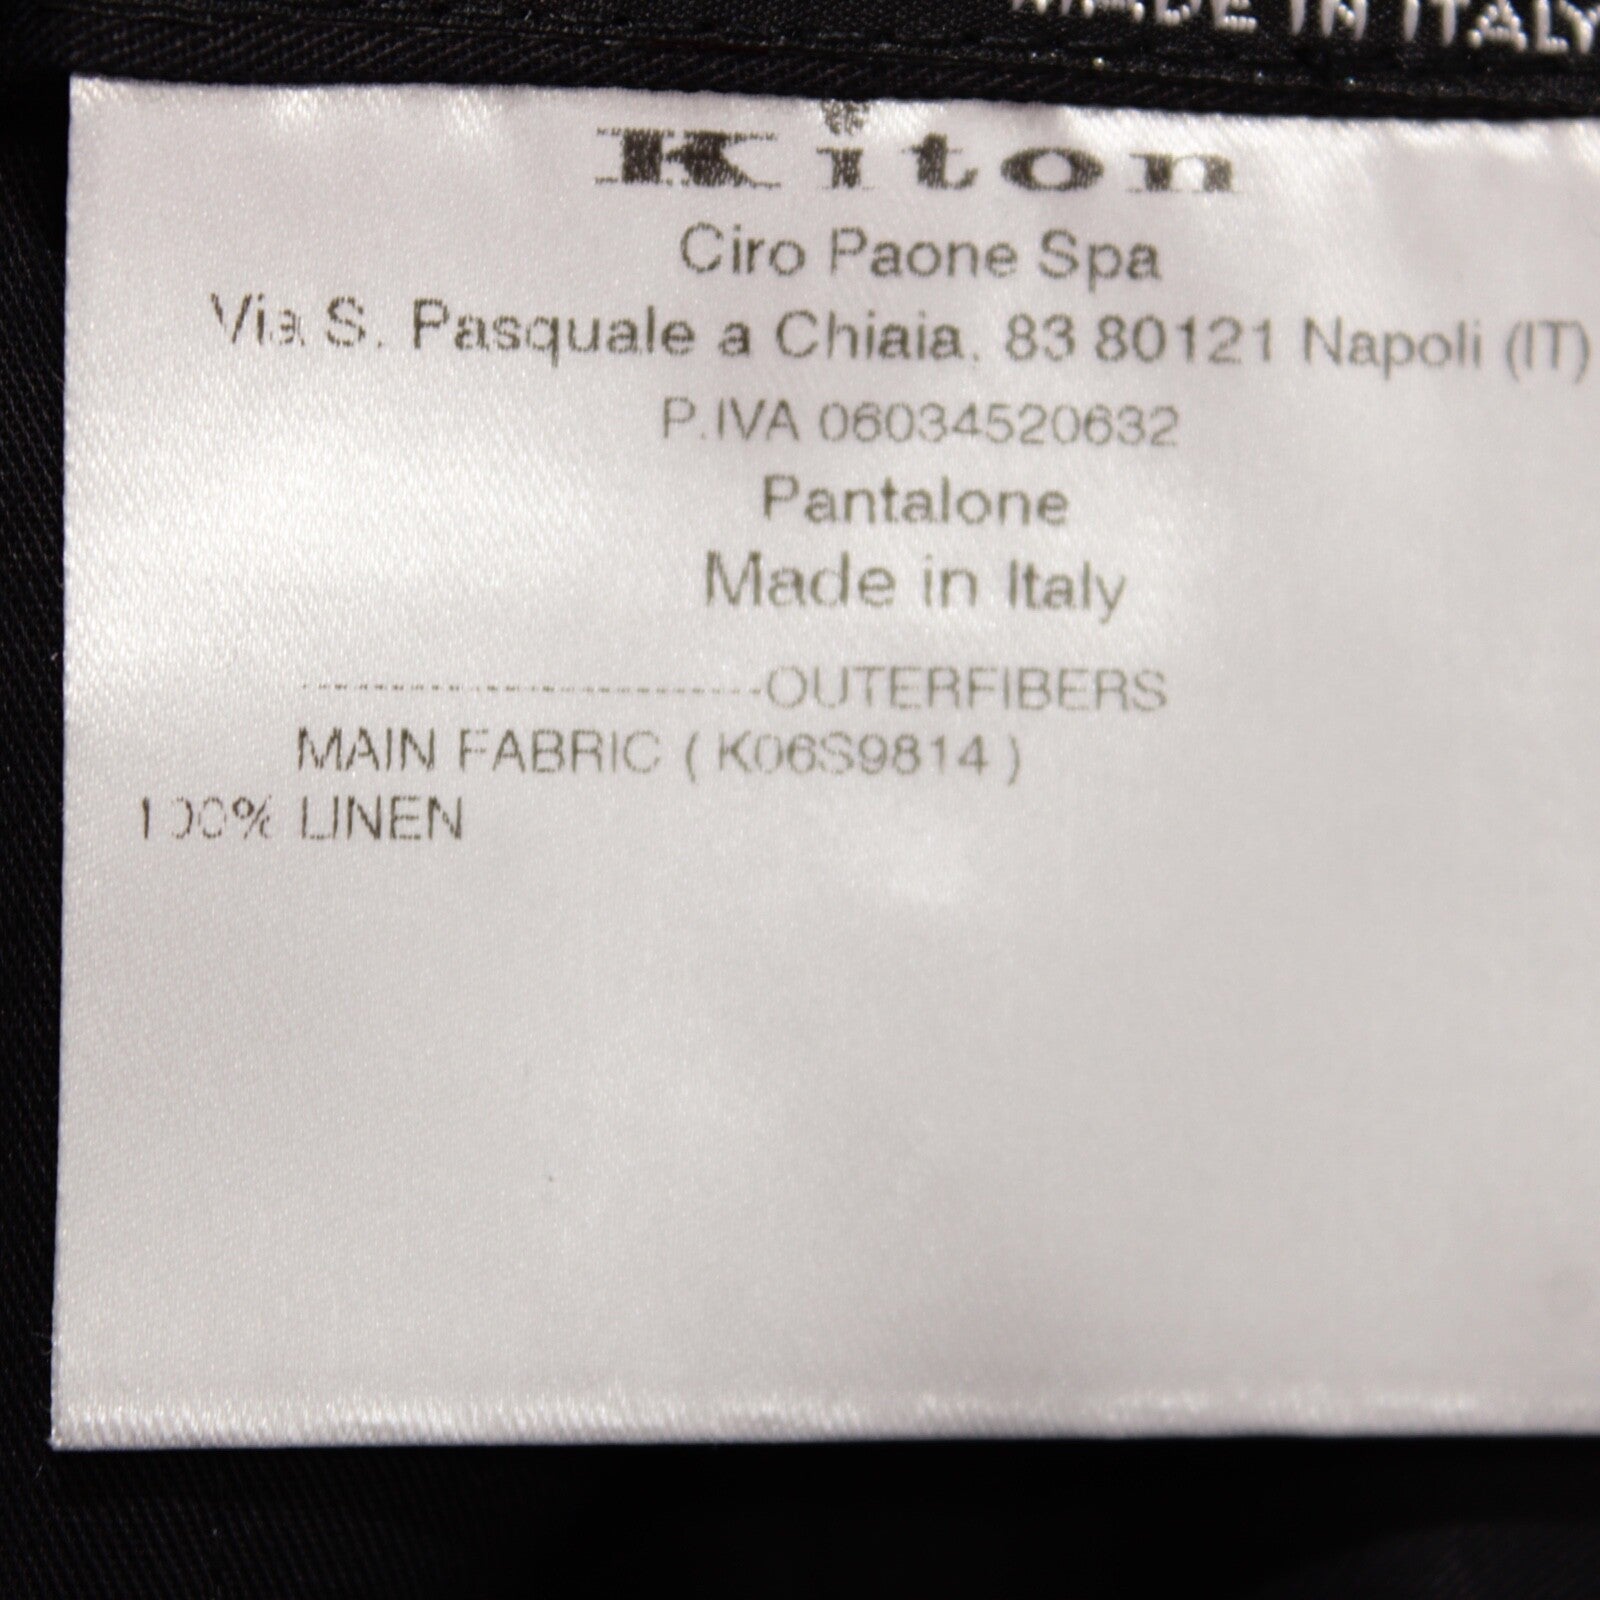 MADE IN ITALY
Kiton
Ciro Paone Spa
Via S. Pasquale a Chiaia. 83 80121 Napoli (IT)
P.IVA 06034520632
Pantalone
Made in Italy
-----------------------------OUTERFIBERS
MAIN FABRIC ( K06S9814 )
100% LINEN